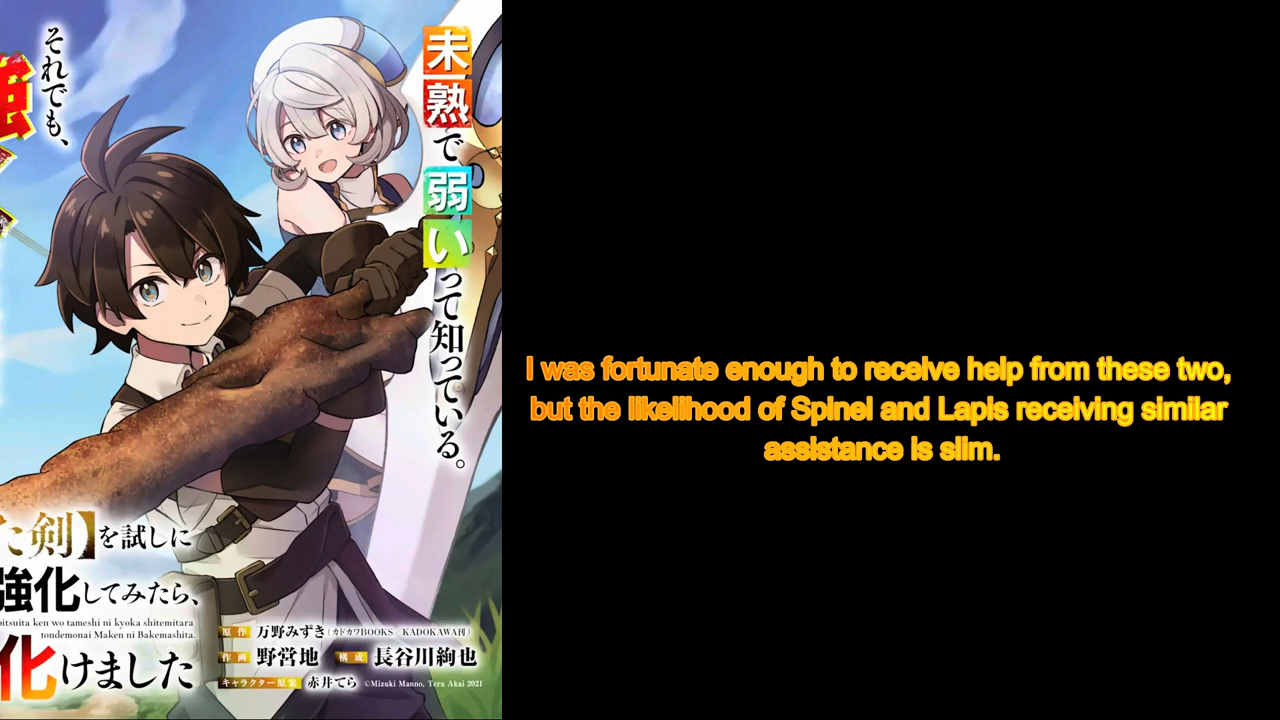 未熟で弱いって知っている。
それでも、
強
た剣】を試しに
強化してみたら、
oitsuita ken wo tameshi ni kyoka shitemitara
tondemonai Maken ni Bakemashita.
化けました
原作 万野みずき(カドカワBOOKS/KADOKAWA刊)
作画 野営地 構成 長谷川絢也
キャラクター原案 赤井てら ©Mizuki Manno, Tera Akai 2021
I was fortunate enough to receive help from these two,
but the likelihood of Spinel and Lapis receiving similar
assistance is slim.